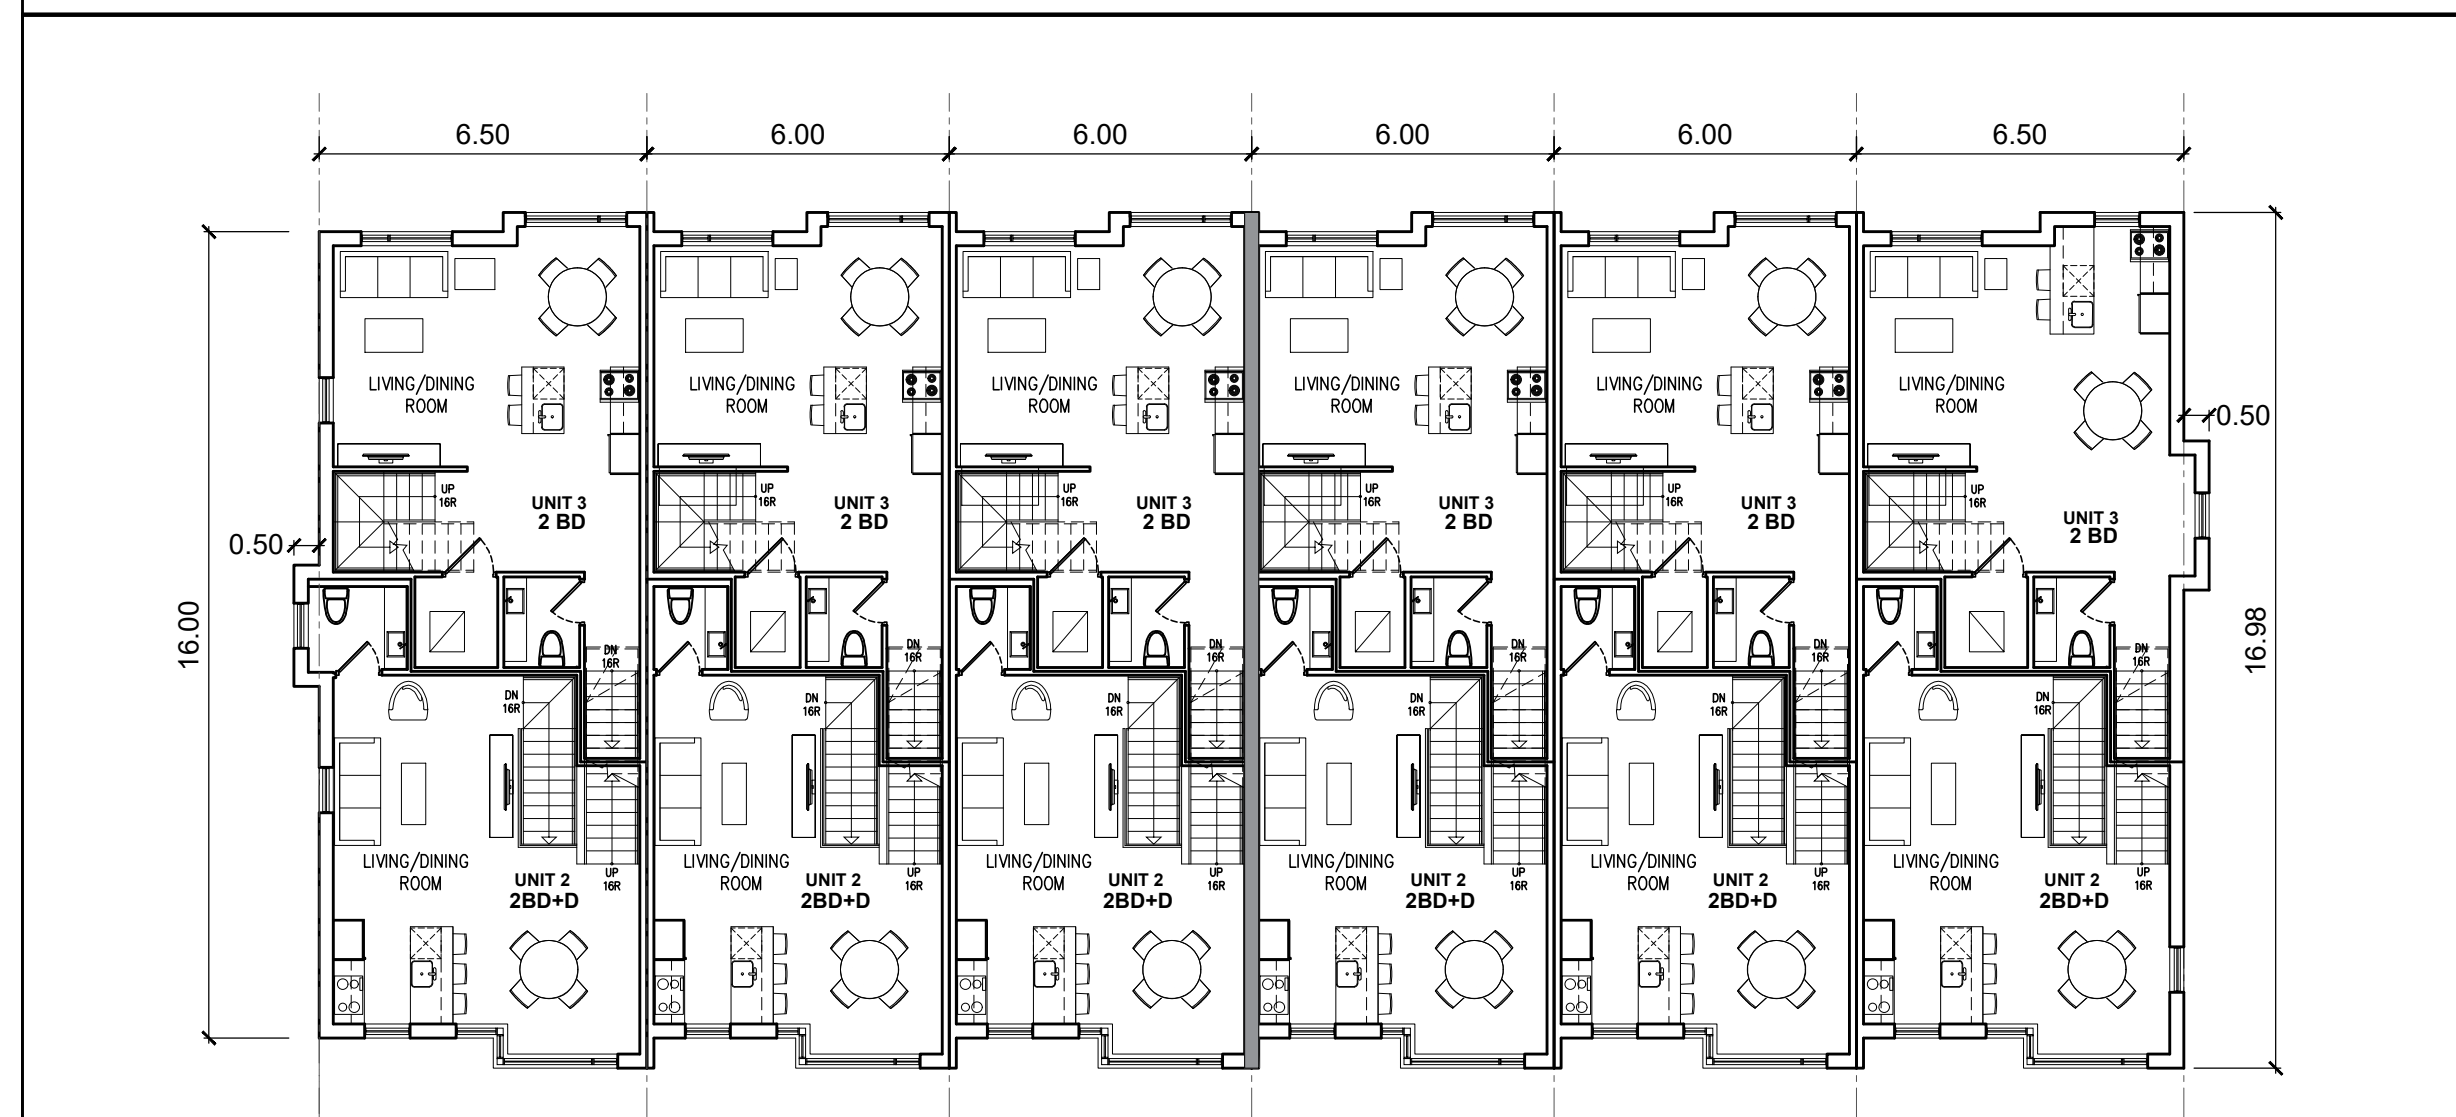 6.50 6.00 6.00 6.00 6.00 6.50
LIVING/DINING LIVING/DINING LIVING/DINING LIVING/DINING LIVING/DINING LIVING/DINING
ROOM ROOM ROOM ROOM ROOM ROOM
0.50
UP UP UP UP UP UP
16R 16R 16R 16R 16R 16R
UNIT 3 UNIT 3 UNIT 3 UNIT 3 UNIT 3 UNIT 3
2 BD 2 BD 2 BD 2 BD 2 BD 2 BD
0.50
16.00
16.98
DN DN DN DN DN DN
16R 16R 16R 16R 16R 16R
DN DN DN DN DN DN
16R 16R 16R 16R 16R 16R
LIVING/DINING LIVING/DINING LIVING/DINING LIVING/DINING LIVING/DINING LIVING/DINING
ROOM ROOM ROOM ROOM ROOM ROOM
UP UP UP UP UP UP
16R 16R 16R 16R 16R 16R
UNIT 2 UNIT 2 UNIT 2 UNIT 2 UNIT 2 UNIT 2
2BD+D 2BD+D 2BD+D 2BD+D 2BD+D 2BD+D